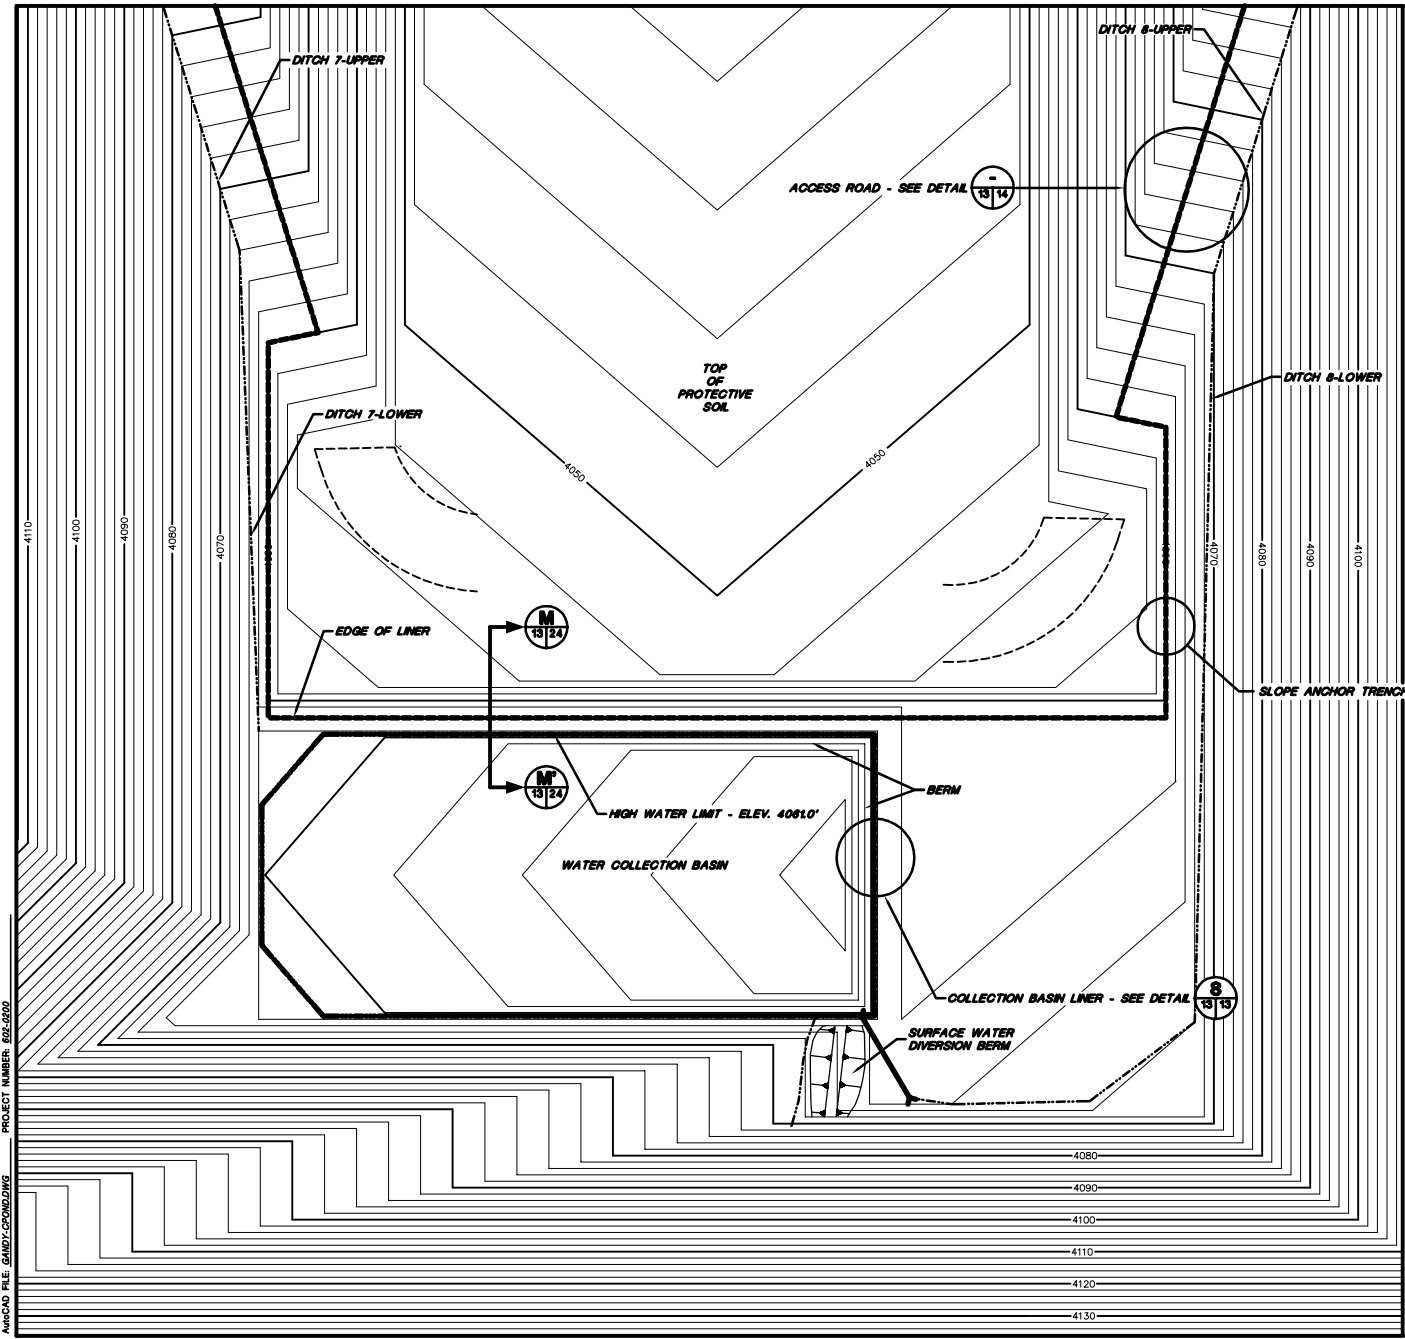 DITCH 7-UPPER
DITCH 8-UPPER
ACCESS ROAD - SEE DETAIL
-
13 14
TOP
OF
PROTECTIVE
SOIL
DITCH 8-LOWER
DITCH 7-LOWER
4050
4050
4110
4100
4090
4080
4070
4070
4080
4090
4100
M
13 24
EDGE OF LINER
SLOPE ANCHOR TRENCH
M'
13 24
BERM
HIGH WATER LIMIT - ELEV. 4061.0'
WATER COLLECTION BASIN
COLLECTION BASIN LINER - SEE DETAIL
8
13 13
SURFACE WATER
DIVERSION BERM
4080
4090
4100
4110
4120
4130
AutoCAD FILE: GANDY-CPOND.DWG PROJECT NUMBER: 602-0200